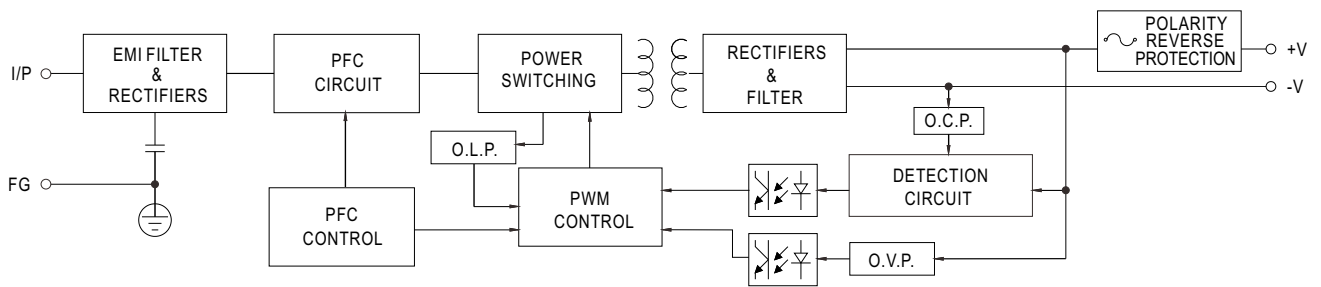 I/P
EMI FILTER
&
RECTIFIERS
PFC
CIRCUIT
POWER
SWITCHING
RECTIFIERS
&
FILTER
POLARITY
REVERSE
PROTECTION
+V
-V
O.C.P.
O.L.P.
DETECTION
CIRCUIT
FG
PFC
CONTROL
PWM
CONTROL
O.V.P.